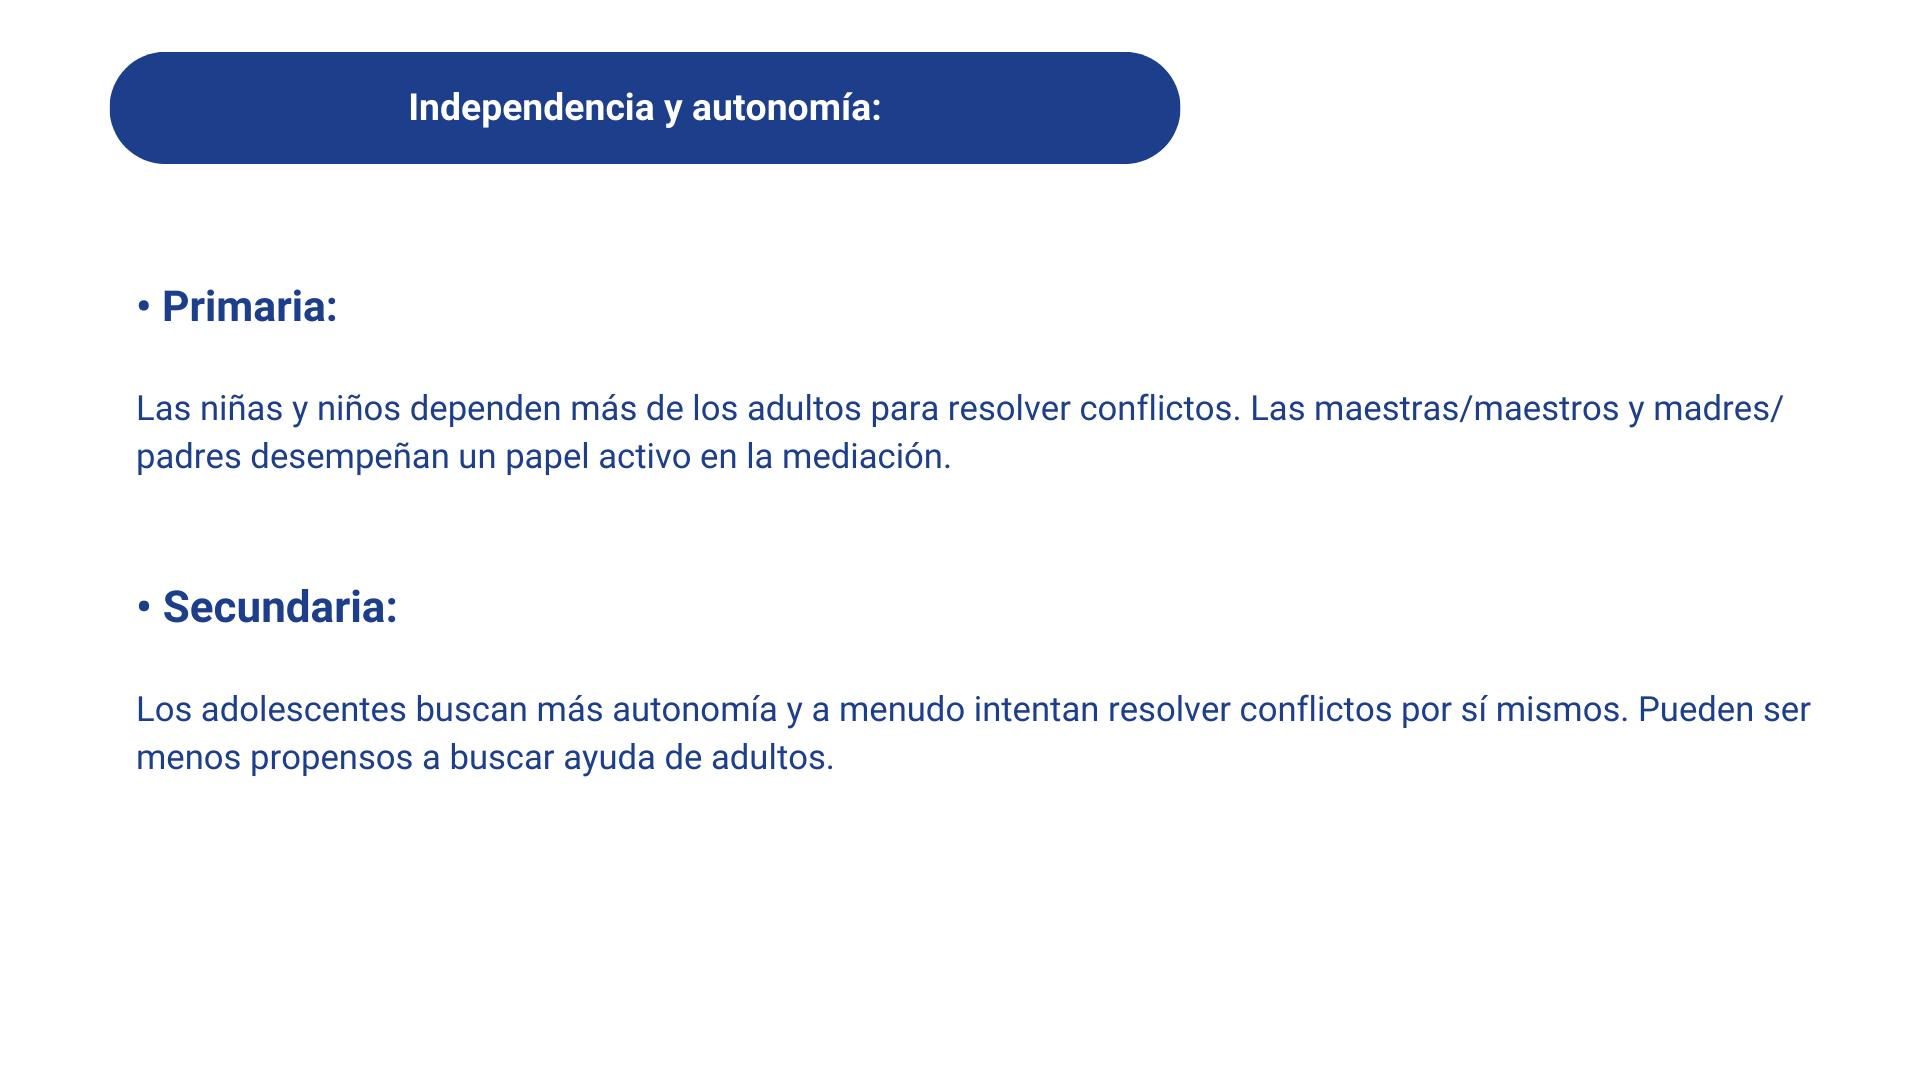 Independencia y autonomía:
• Primaria:
Las niñas y niños dependen más de los adultos para resolver conflictos. Las maestras/maestros y madres/
padres desempeñan un papel activo en la mediación.
• Secundaria:
Los adolescentes buscan más autonomía y a menudo intentan resolver conflictos por sí mismos. Pueden ser
menos propensos a buscar ayuda de adultos.